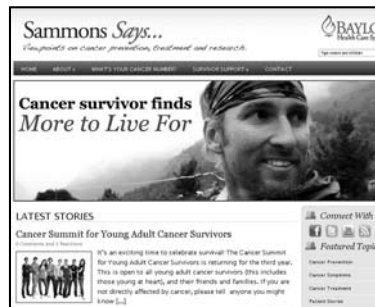 Sammons Says...
Viewpoints on cancer prevention, treatment and research.
BAYLO
Health Care Sy
HOME ABOUT WHAT'S YOUR CANCER NUMBER? SURVIVOR SUPPORT CONTACT
Cancer survivor finds
More to Live For
LATEST STORIES
Cancer Summit for Young Adult Cancer Survivors
It's an exciting time to celebrate survival! The Cancer Summit
for Young Adult Cancer Survivors is returning for the third year.
This is open to all young adult cancer survivors (this includes
those young at heart), and their friends and families. If you are
not directly affected by cancer, please tell anyone you might
know [...]
Connect With
Featured Topi
Cancer Prevention
Cancer Symptoms
Cancer Treatment
Patient Stories